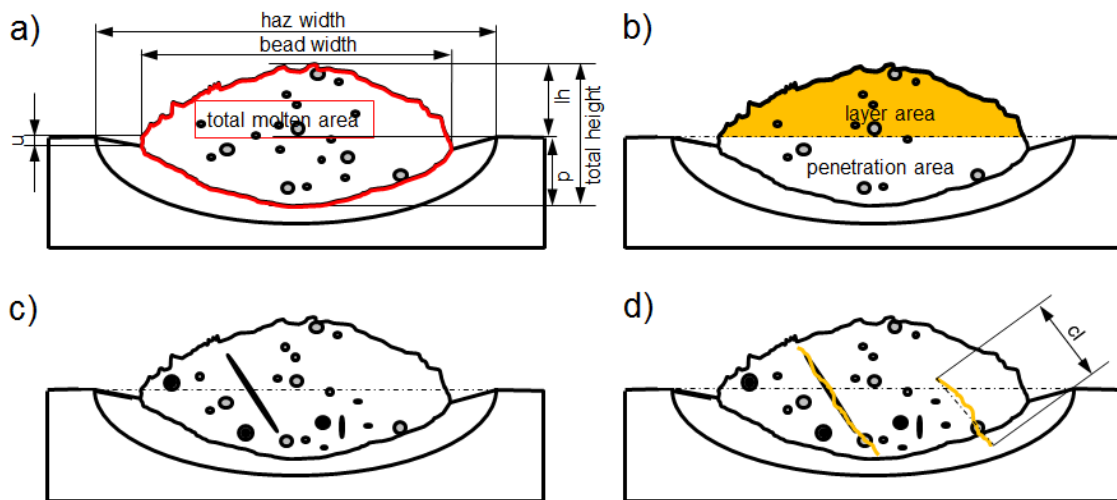 a)
haz width
bead width
total molten area
u
lh
p
total height
b)
layer area
penetration area
c)
d)
cl